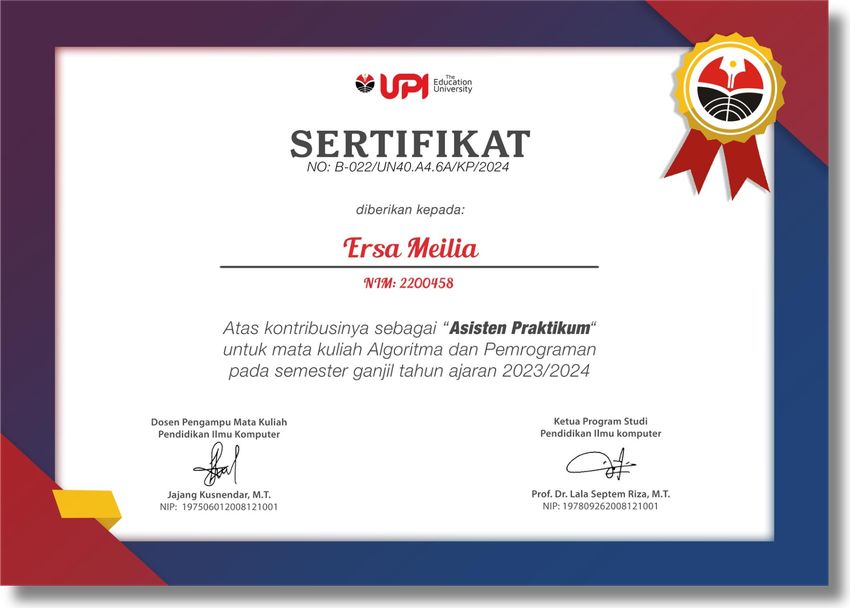 UPI The Education University
SERTIFIKAT
NO: B-022/UN40.A4.6A/KP/2024
diberikan kepada:
Ersa Meilia
NIM: 2200458
Atas kontribusinya sebagai “Asisten Praktikum“
untuk mata kuliah Algoritma dan Pemrograman
pada semester ganjil tahun ajaran 2023/2024
Dosen Pengampu Mata Kuliah
Pendidikan Ilmu Komputer
Jajang Kusnendar, M.T.
NIP: 197506012008121001
Ketua Program Studi
Pendidikan Ilmu komputer
Prof. Dr. Lala Septem Riza, M.T.
NIP: 197809262008121001